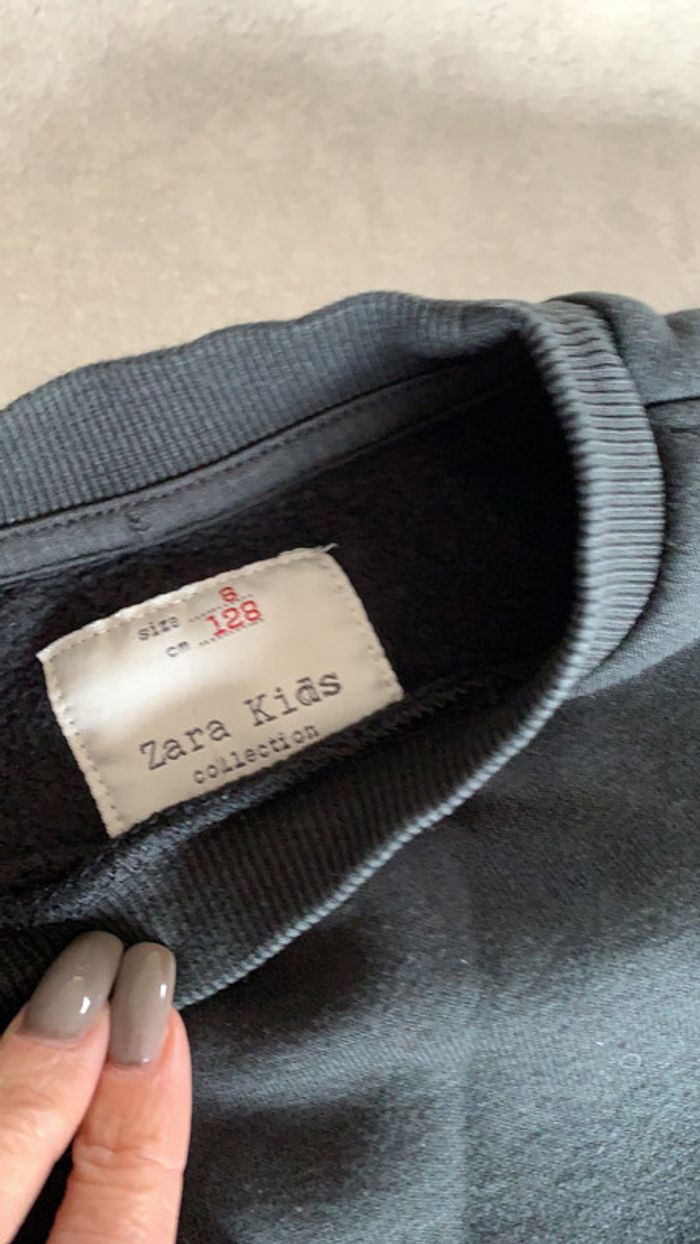 size 8
cm 128
Zara Kids
collection